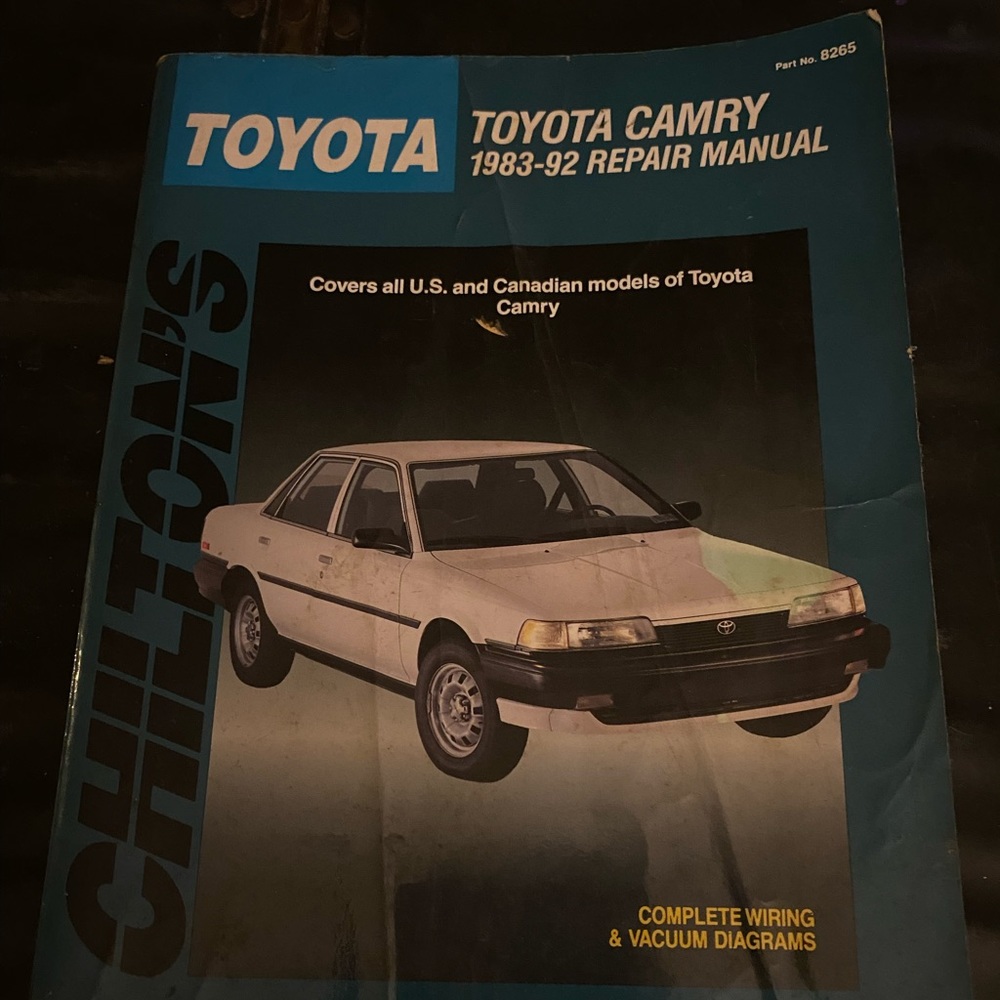 Part No. 8265
TOYOTA
TOYOTA CAMRY
1983-92 REPAIR MANUAL
CHILTON'S
Covers all U.S. and Canadian models of Toyota
Camry
COMPLETE WIRING
& VACUUM DIAGRAMS